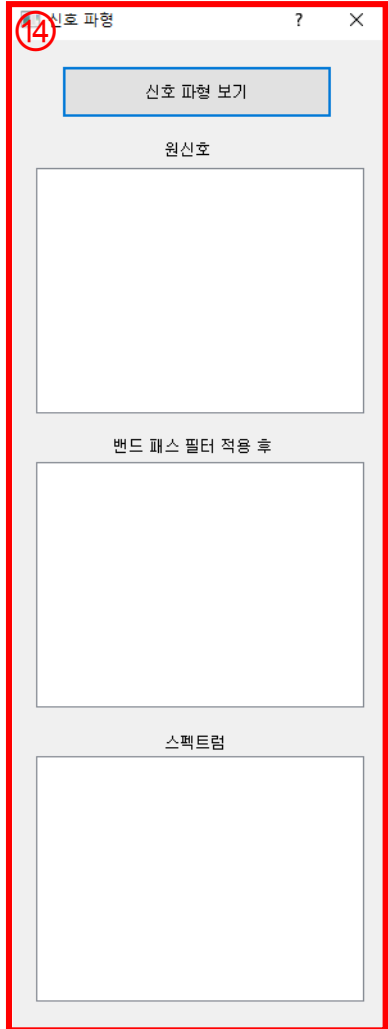 ⑭ 신호 파형 ? ×
신호 파형 보기
원신호
밴드 패스 필터 적용 후
스펙트럼